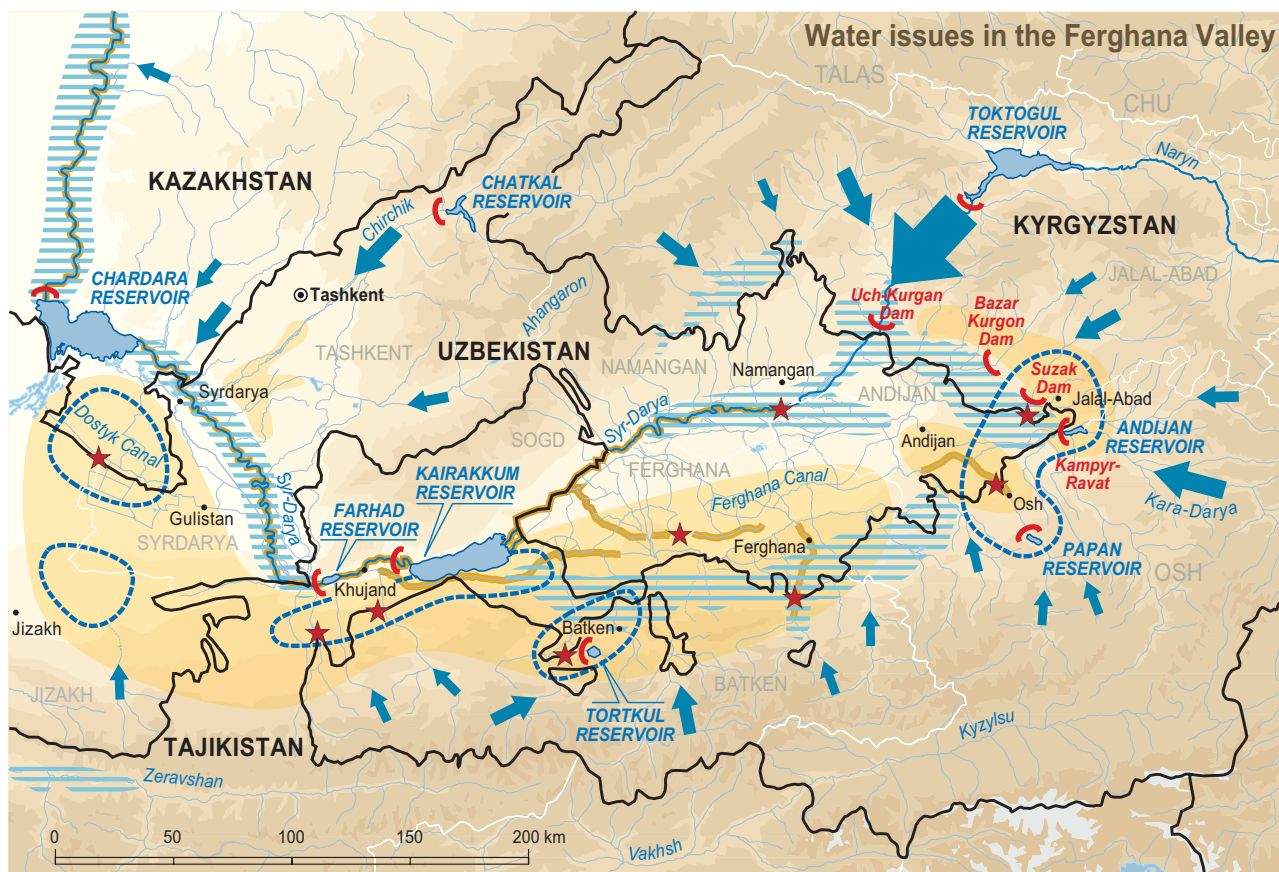 Water issues in the Ferghana Valley
TALAS
CHU
TOKTOGUL
RESERVOIR
Naryn
KAZAKHSTAN
CHATKAL
RESERVOIR
Chirchik
KYRGYZSTAN
JALAL-ABAD
CHARDARA
RESERVOIR
Tashkent
Uch-Kurgan
Dam
Bazar
Kurgon
Dam
Ahangaron
TASHKENT
UZBEKISTAN
NAMANGAN
Namangan
Suzak
Dam
Jalal-Abad
Syrdarya
ANDIJAN
Dostyk Canal
SOGD
Syr-Darya
Andijan
ANDIJAN
RESERVOIR
FERGHANA
Kampyr-
Ravat
KAIRAKKUM
RESERVOIR
Ferghana Canal
Kara-Darya
Syr-Darya
Gulistan
FARHAD
RESERVOIR
Osh
SYRDARYA
Ferghana
PAPAN
RESERVOIR
OSH
Khujand
Jizakh
Batken
JIZAKH
BATKEN
TORTKUL
RESERVOIR
Kyzylsu
TAJIKISTAN
Zeravshan
0 50 100 150 200 km
Vakhsh